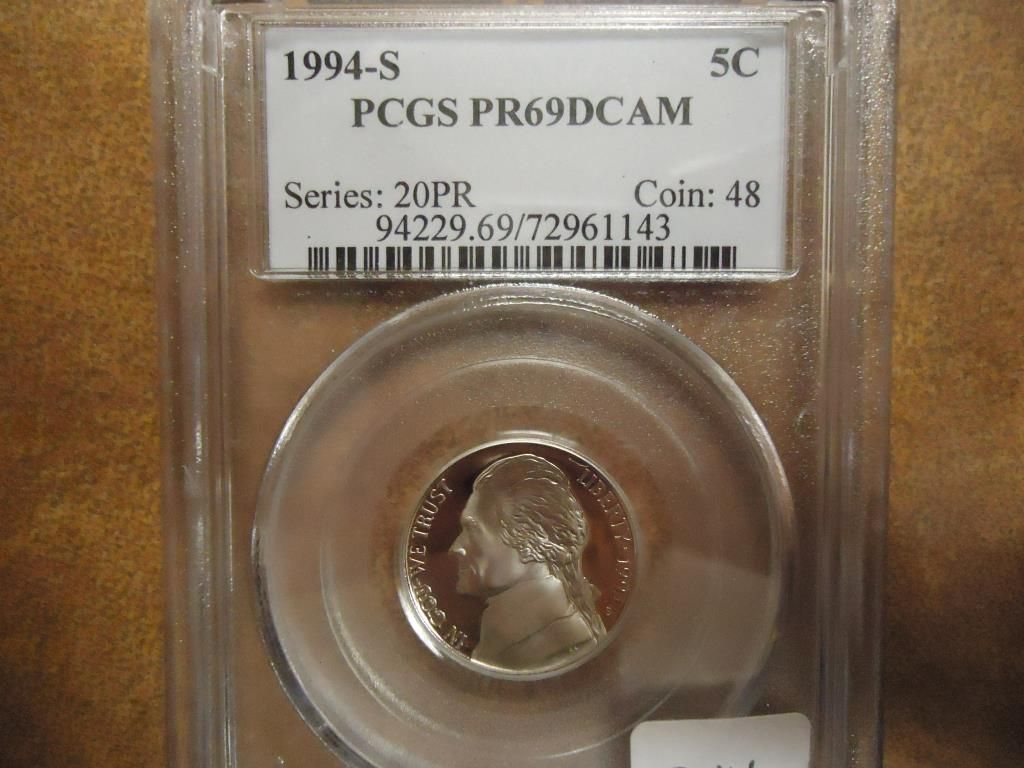 1994-S 5C
PCGS PR69DCAM
Series: 20PR Coin: 48
94229.69/72961143
IN GOD WE TRUST
LIBERTY